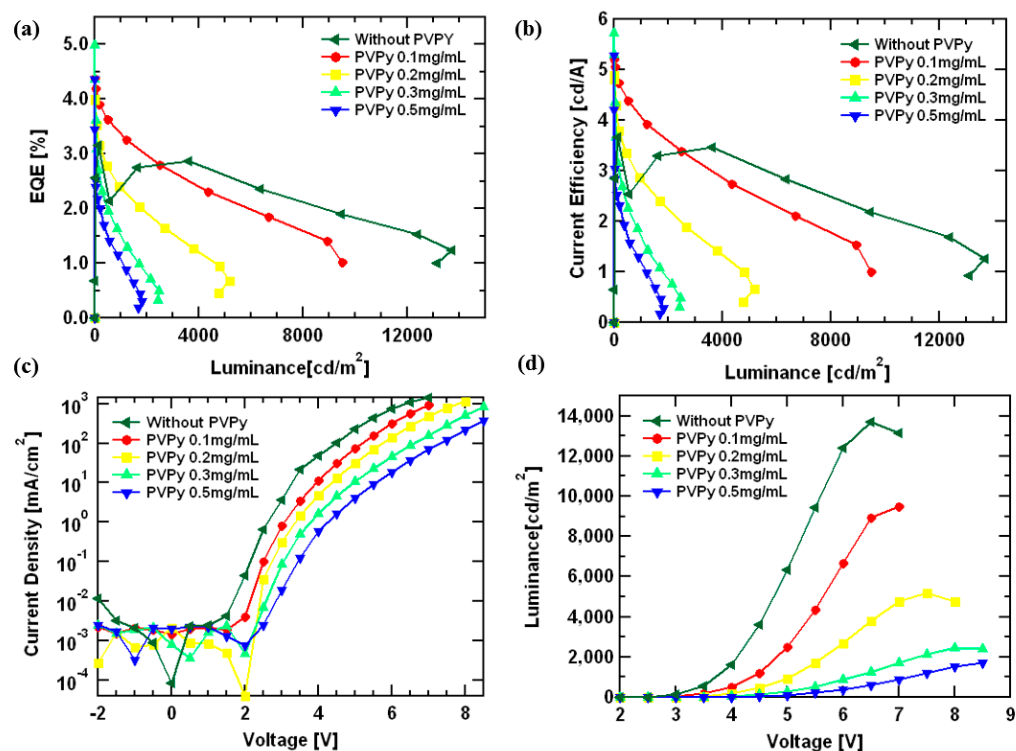 (a)
EQE [%]
5.0
4.0
3.0
2.0
1.0
0.0
Without PVPY
PVPy 0.1mg/mL
PVPy 0.2mg/mL
PVPy 0.3mg/mL
PVPy 0.5mg/mL
0 4000 8000 12000
Luminance[cd/m²]
(b)
Current Efficiency [cd/A]
6
5
4
3
2
1
0
Without PVPy
PVPy 0.1mg/mL
PVPy 0.2mg/mL
PVPy 0.3mg/mL
PVPy 0.5mg/mL
0 4000 8000 12000
Luminance [cd/m²]
(c)
Current Density [mA/cm²]
10³
10²
10¹
10⁰
10⁻¹
10⁻²
10⁻³
10⁻⁴
Without PVPy
PVPy 0.1mg/mL
PVPy 0.2mg/mL
PVPy 0.3mg/mL
PVPy 0.5mg/mL
-2 0 2 4 6 8
Voltage [V]
(d)
Luminance[cd/m²]
14,000
12,000
10,000
8,000
6,000
4,000
2,000
0
Without PVPy
PVPy 0.1mg/mL
PVPy 0.2mg/mL
PVPy 0.3mg/mL
PVPy 0.5mg/mL
2 3 4 5 6 7 8 9
Voltage [V]